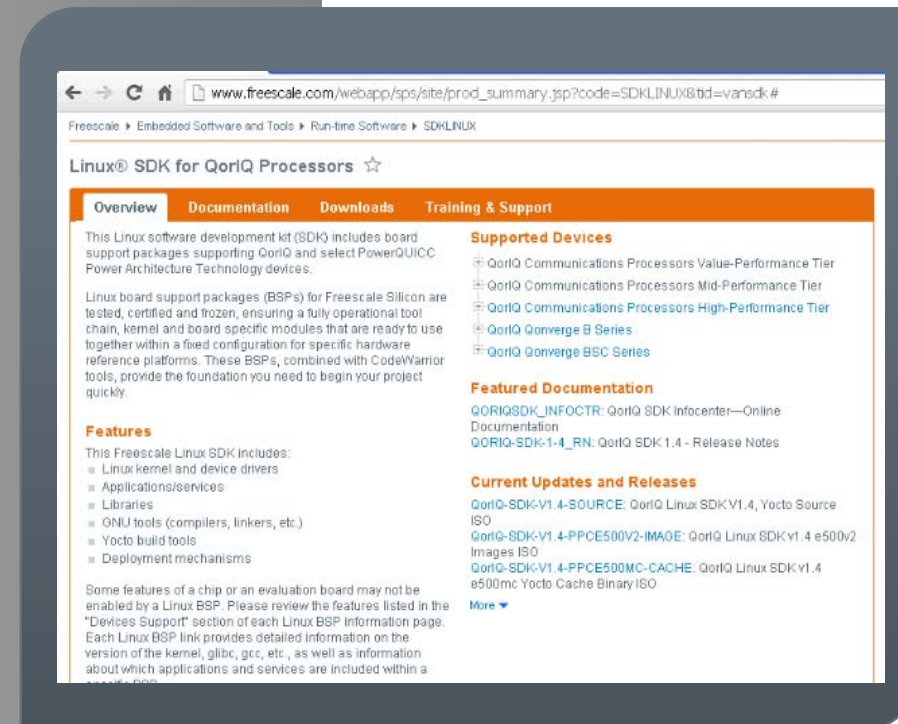 www.freescale.com/webapp/sps/site/prod_summary.jsp?code=SDKLINUX&tid=vansdk#
Freescale ▸ Embedded Software and Tools ▸ Run-time Software ▸ SDKLINUX
Linux® SDK for QorIQ Processors ☆
Overview Documentation Downloads Training & Support
This Linux software development kit (SDK) includes board
support packages supporting QorIQ and select PowerQUICC
Power Architecture Technology devices.
Linux board support packages (BSPs) for Freescale Silicon are
tested, certified and frozen, ensuring a fully operational tool
chain, kernel and board specific modules that are ready to use
together within a fixed configuration for specific hardware
reference platforms. These BSPs, combined with CodeWarrior
tools, provide the foundation you need to begin your project
quickly.
Features
This Freescale Linux SDK includes:
Linux kernel and device drivers
Applications/services
Libraries
GNU tools (compilers, linkers, etc.)
Yocto build tools
Deployment mechanisms
Some features of a chip or an evaluation board may not be
enabled by a Linux BSP. Please review the features listed in the
"Devices Support" section of each Linux BSP information page.
Each Linux BSP link provides detailed information on the
version of the kernel, glibc, gcc, etc., as well as information
about which applications and services are included within a
Supported Devices
QorIQ Communications Processors Value-Performance Tier
QorIQ Communications Processors Mid-Performance Tier
QorIQ Communications Processors High-Performance Tier
QorIQ Qonverge B Series
QorIQ Qonverge BSC Series
Featured Documentation
QORIQSDK_INFOCTR: QorIQ SDK Infocenter—Online
Documentation
QORIQ-SDK-1-4_RN: QorIQ SDK 1.4 - Release Notes
Current Updates and Releases
QorIQ-SDK-V1.4-SOURCE: QorIQ Linux SDK V1.4, Yocto Source
ISO
QorIQ-SDK-V1.4-PPCE500V2-IMAGE: QorIQ Linux SDK v1.4 e500v2
Images ISO
QorIQ-SDK-V1.4-PPCE500MC-CACHE: QorIQ Linux SDK v1.4
e500mc Yocto Cache Binary ISO
More